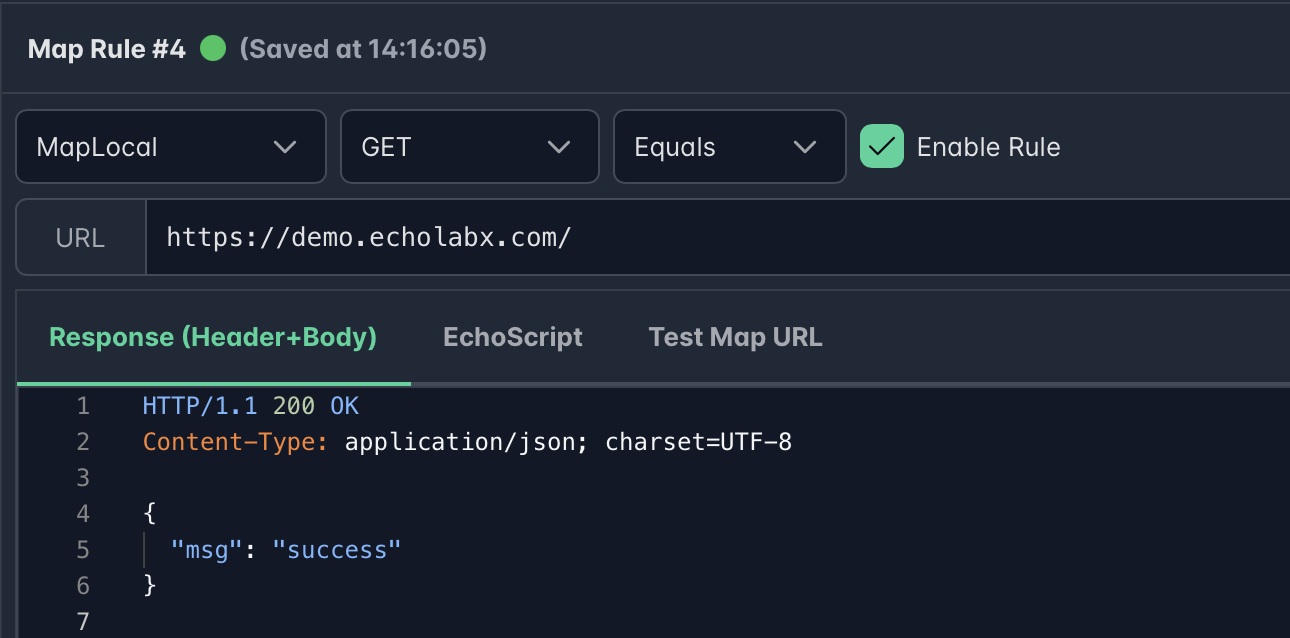 Map Rule #4 (Saved at 14:16:05)
MapLocal GET Equals Enable Rule
URL https://demo.echolabx.com/
Response (Header+Body) EchoScript Test Map URL
1 HTTP/1.1 200 OK
2 Content-Type: application/json; charset=UTF-8
3
4 {
5 "msg": "success"
6 }
7